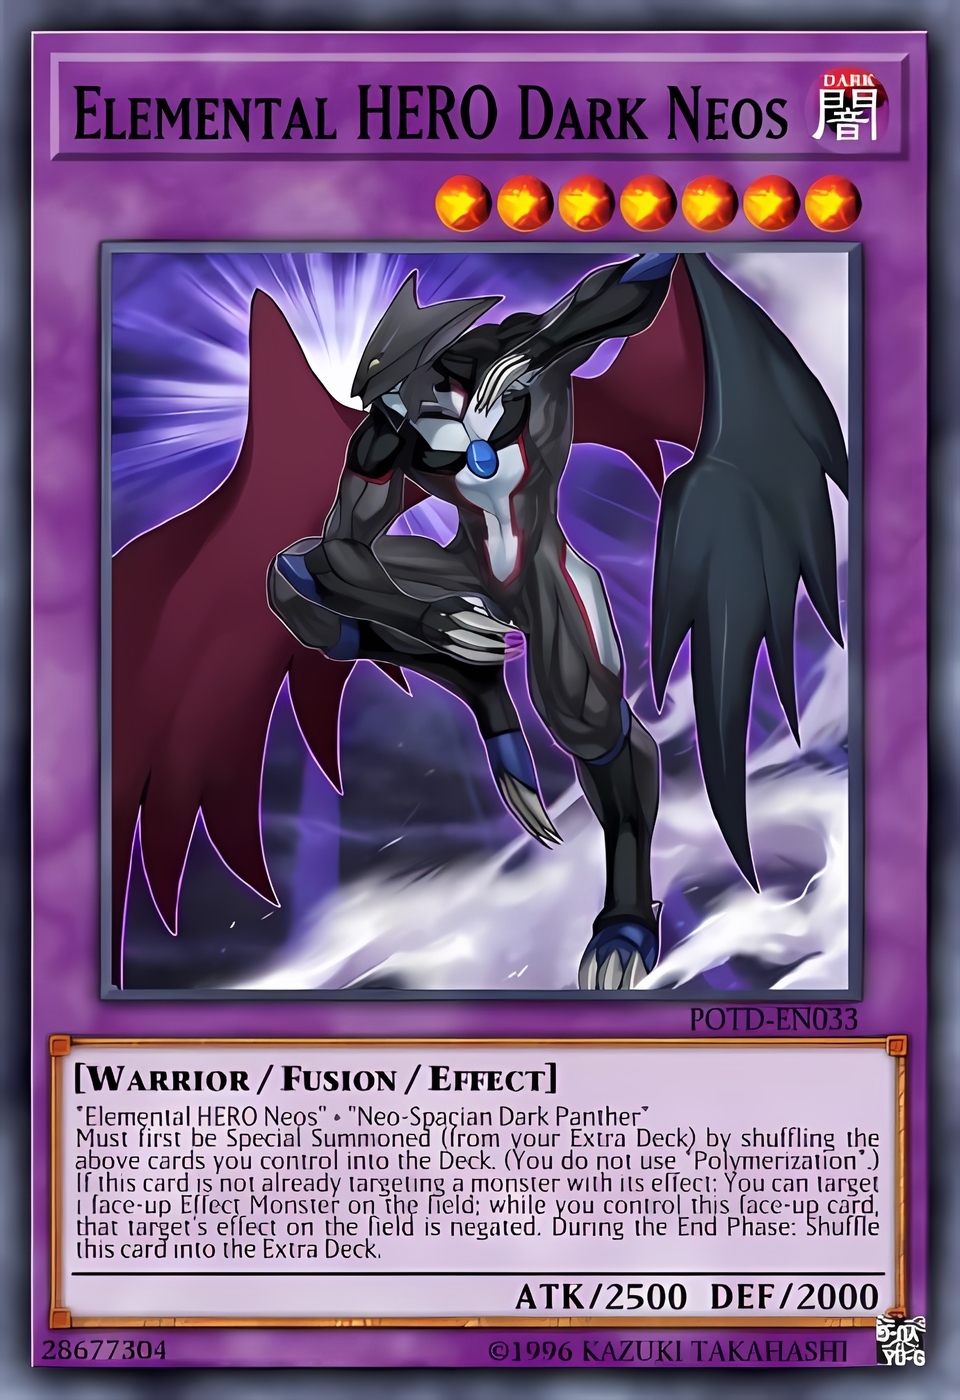 ELEMENTAL HERO DARK NEOS
DARK
闇
POTD-EN033
[WARRIOR / FUSION / EFFECT]
"Elemental HERO Neos" • "Neo-Spacian Dark Panther"
Must first be Special Summoned (from your Extra Deck) by shuffling the
above cards you control into the Deck. (You do not use "Polymerization".)
If this card is not already targeting a monster with its effect: You can target
1 face-up Effect Monster on the field; while you control this face-up card,
that target's effect on the field is negated. During the End Phase: Shuffle
this card into the Extra Deck.
ATK/2500 DEF/2000
28677304
©1996 KAZUKI TAKAHASHI